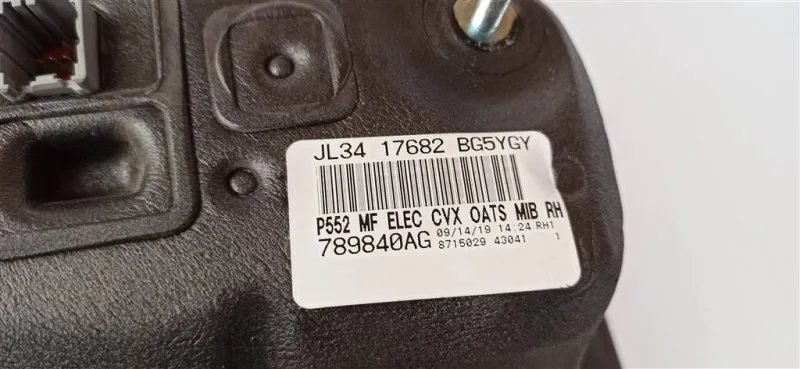 JL34 17682 BG5YGY
P552 MF ELEC CVX OATS MIB RH
789840AG 09/14/19 14:24 RH1
8715029 43041 1